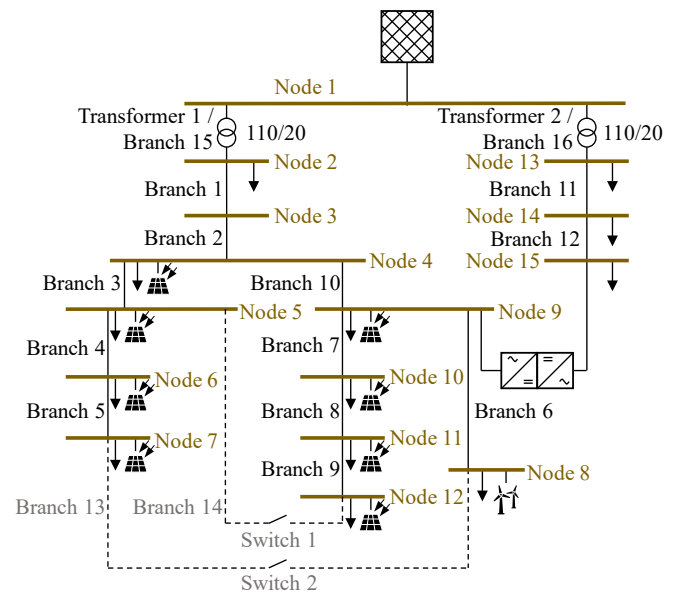 Node 1
Transformer 1 /
Branch 15
110/20
Transformer 2 /
Branch 16
110/20
Node 2
Node 13
Branch 1
Branch 11
Node 3
Node 14
Branch 2
Branch 12
Node 4
Node 15
Branch 3
Branch 10
Node 5
Node 9
Branch 4
Branch 7
Node 6
Node 10
Branch 5
Branch 8
Branch 6
Node 7
Node 11
Branch 9
Node 8
Node 12
Branch 13
Branch 14
Switch 1
Switch 2